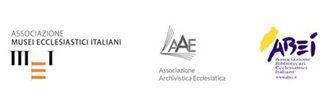 ASSOCIAZIONE
MUSEI ECCLESIASTICI ITALIANI
AAE
Associazione
Archivistica Ecclesiastica
ABEI
Associazione
Bibliotecari
Ecclesiastici
Italiani
www.abei.it